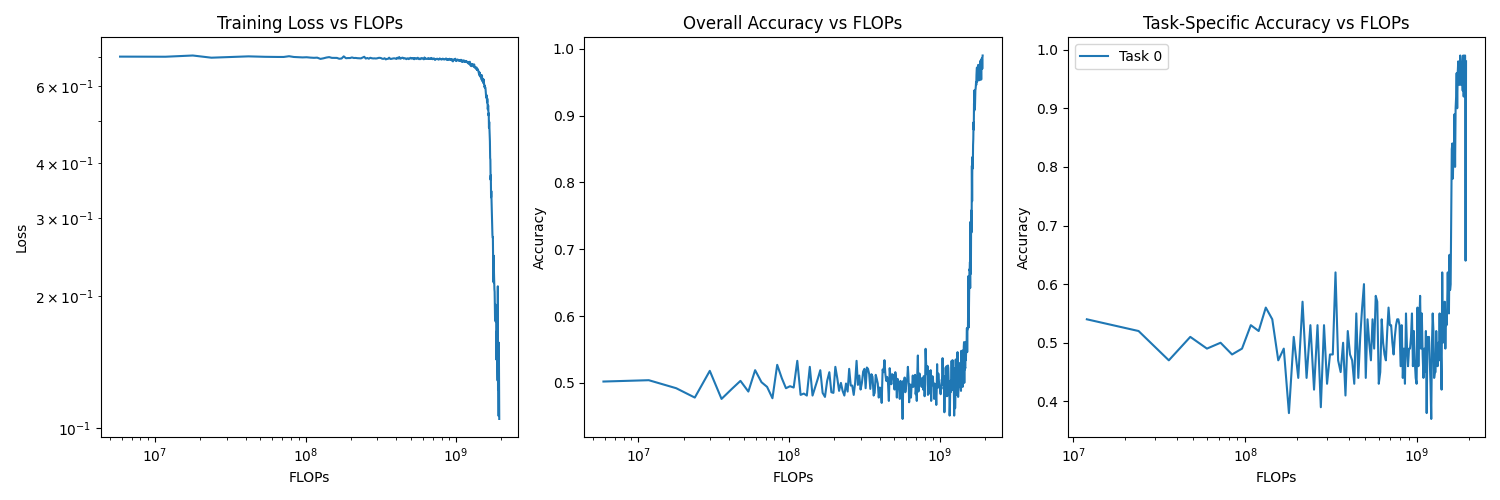 Training Loss vs FLOPs
Loss
6 × 10⁻¹
4 × 10⁻¹
3 × 10⁻¹
2 × 10⁻¹
10⁻¹
10⁷
10⁸
10⁹
FLOPs
Overall Accuracy vs FLOPs
Accuracy
1.0
0.9
0.8
0.7
0.6
0.5
10⁷
10⁸
10⁹
FLOPs
Task-Specific Accuracy vs FLOPs
Task 0
Accuracy
1.0
0.9
0.8
0.7
0.6
0.5
0.4
10⁷
10⁸
10⁹
FLOPs